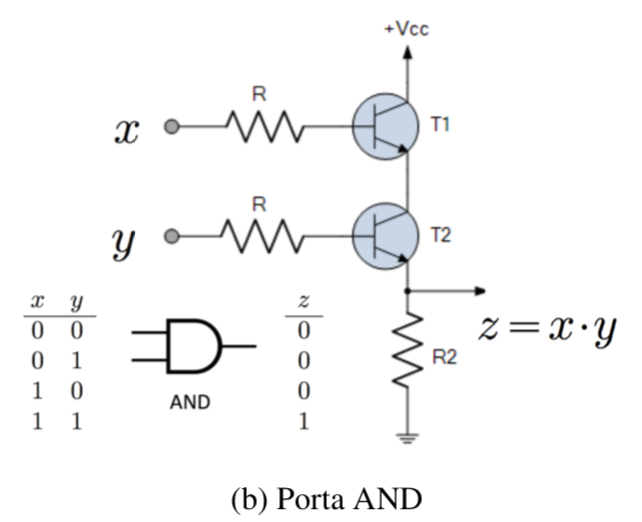 +Vcc
R
x
T1
R
y
T2
x y
z
z = x · y
0 0
0
0 1
0
R2
1 0
0
AND
1 1
1
(b) Porta AND